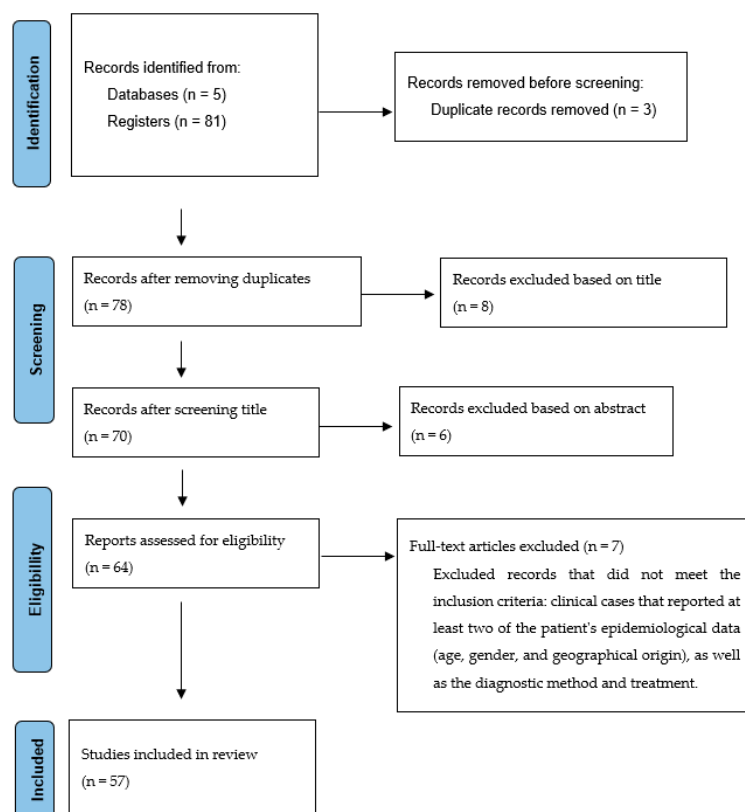 Identification
Records identified from:
Databases (n = 5)
Registers (n = 81)
Records removed before screening:
Duplicate records removed (n = 3)
Screening
Records after removing duplicates
(n = 78)
Records excluded based on title
(n = 8)
Records after screening title
(n = 70)
Records excluded based on abstract
(n = 6)
Eligibillity
Reports assessed for eligibility
(n = 64)
Full-text articles excluded (n = 7)
Excluded records that did not meet the
inclusion criteria: clinical cases that reported at
least two of the patient's epidemiological data
(age, gender, and geographical origin), as well
as the diagnostic method and treatment.
Included
Studies included in review
(n = 57)